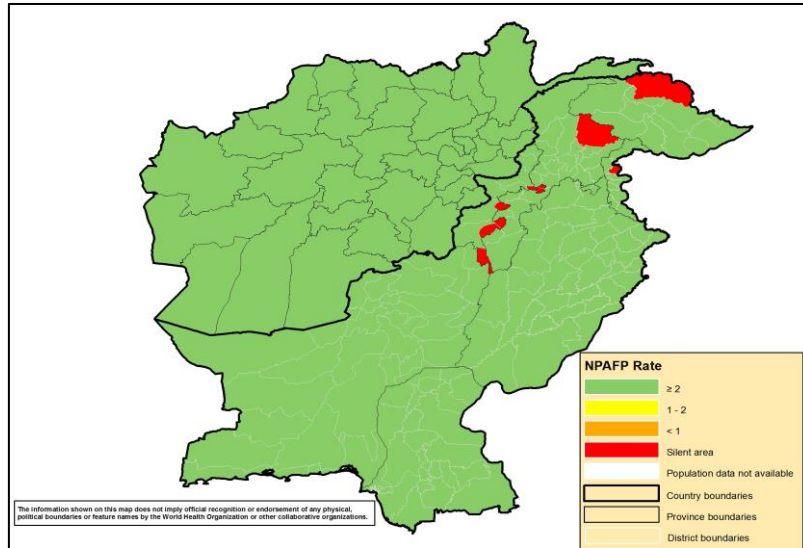 NPAFP Rate
≥ 2
1 - 2
< 1
Silent area
Population data not available
Country boundaries
Province boundaries
District boundaries
The information shown on this map does not imply official recognition or endorsement of any physical,
political boundaries or feature names by the World Health Organization or other collaborative organizations.